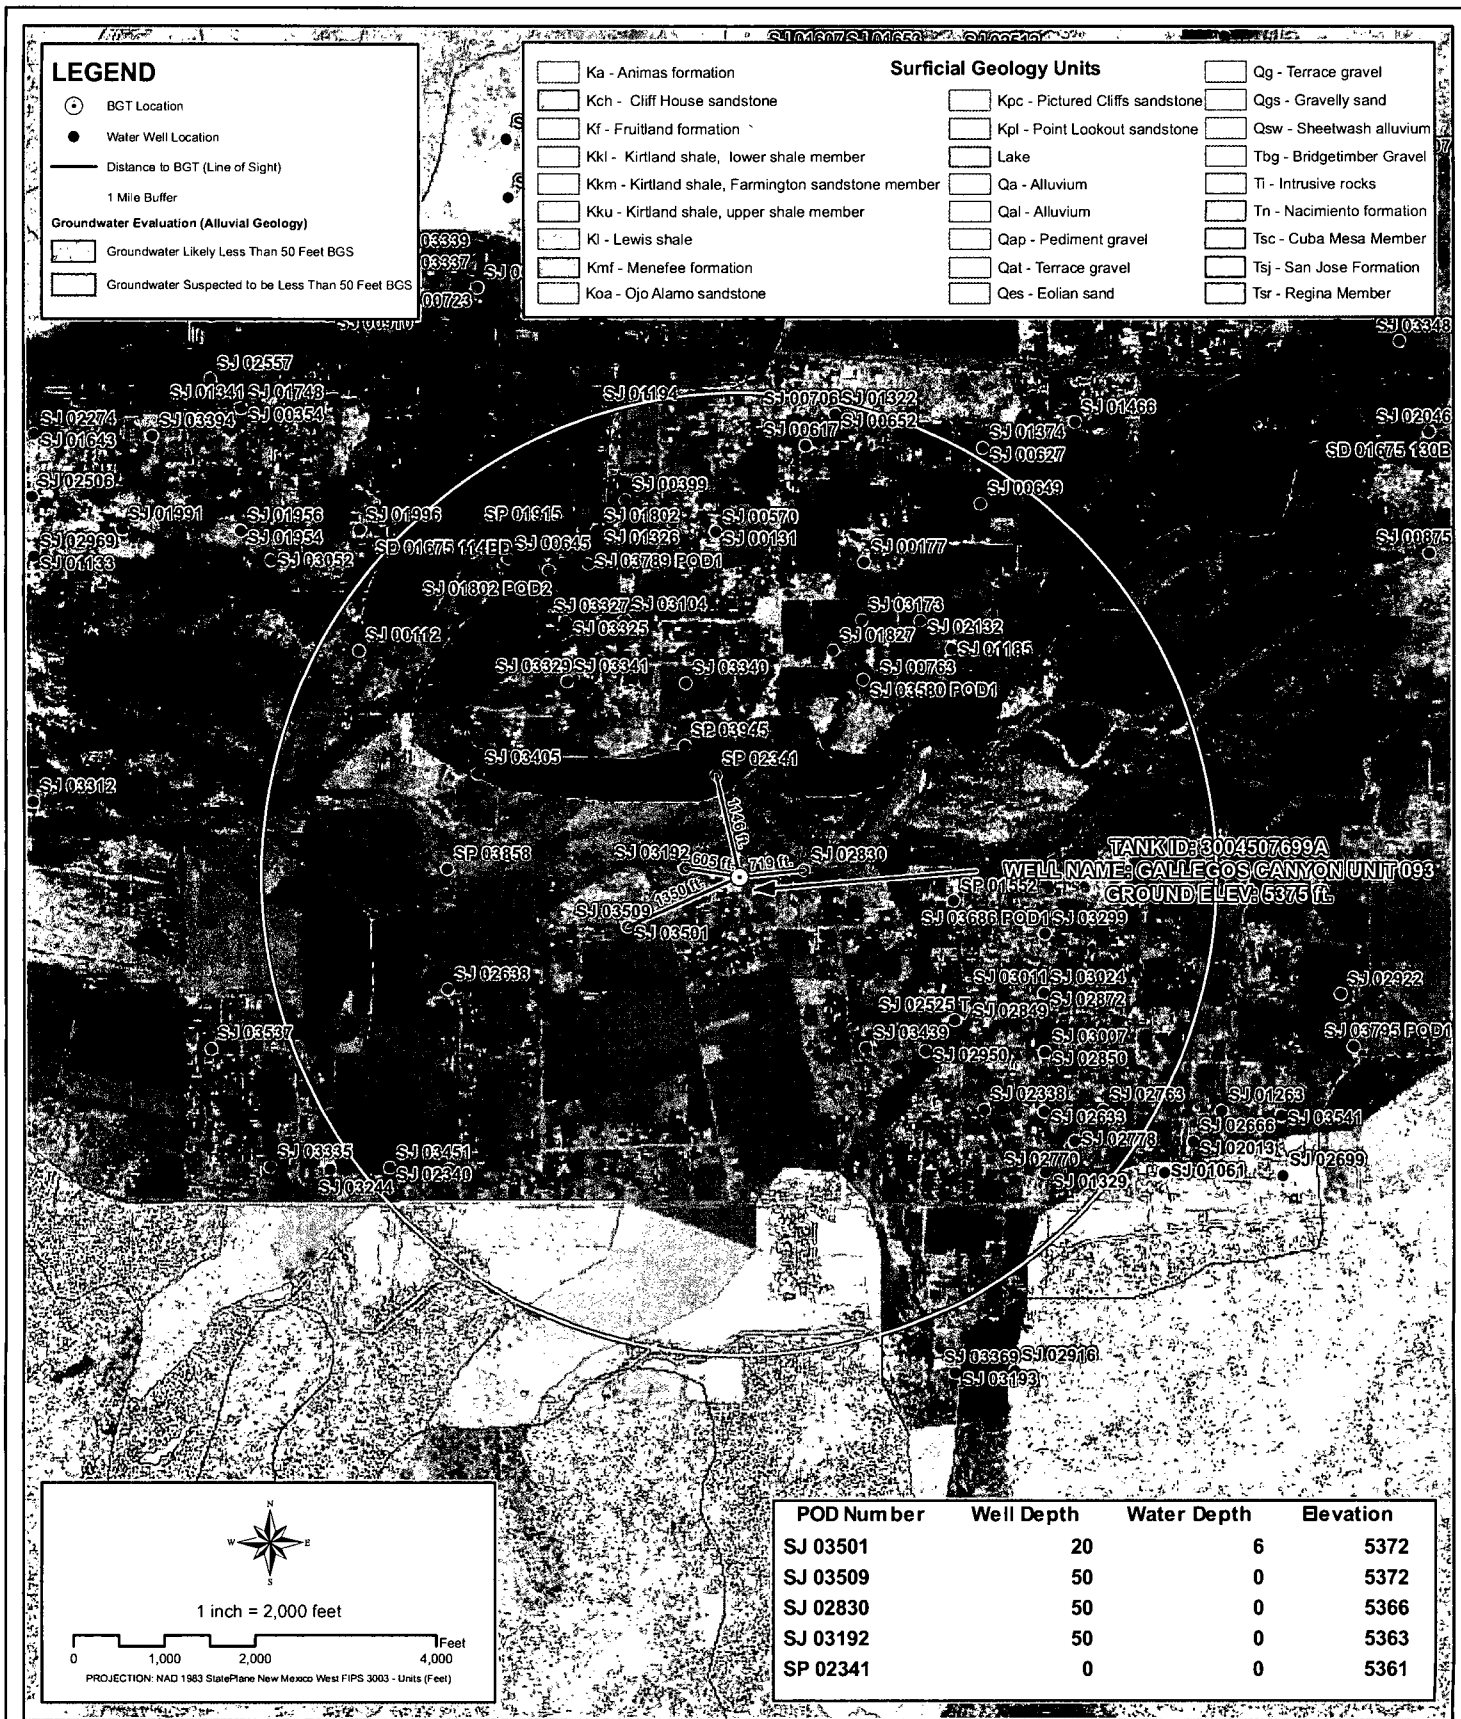 LEGEND
BGT Location
Water Well Location
Distance to BGT (Line of Sight)
1 Mile Buffer
Groundwater Evaluation (Alluvial Geology)
Groundwater Likely Less Than 50 Feet BGS
Groundwater Suspected to be Less Than 50 Feet BGS
Surficial Geology Units
Ka - Animas formation
Kch - Cliff House sandstone
Kf - Fruitland formation
Kkl - Kirtland shale, lower shale member
Kkm - Kirtland shale, Farmington sandstone member
Kku - Kirtland shale, upper shale member
Kl - Lewis shale
Kmf - Menefee formation
Koa - Ojo Alamo sandstone
Kpc - Pictured Cliffs sandstone
Kpl - Point Lookout sandstone
Lake
Qa - Alluvium
Qal - Alluvium
Qap - Pediment gravel
Qat - Terrace gravel
Qes - Eolian sand
Qg - Terrace gravel
Qgs - Gravelly sand
Qsw - Sheetwash alluvium
Tbg - Bridgetimber Gravel
Ti - Intrusive rocks
Tn - Nacimiento formation
Tsc - Cuba Mesa Member
Tsj - San Jose Formation
Tsr - Regina Member
03339
03337
00723
SJ 03348
SJ 02557
SJ 01341 SJ 01748
SJ 00354
SJ 02274
SJ 03394
SJ 01643
SJ 01194
SJ 00706 SJ 01322
SJ 00652
SJ 00617
SJ 01466
SJ 01374
SJ 00627
SJ 02046
SD 01675 130B
SJ 02506
SJ 00399
SJ 00649
SJ 01991
SJ 01956
SJ 01954
SJ 01996
SP 01915
SJ 01802
SJ 01326
SJ 00570
SJ 00131
SJ 02969
SJ 01133
SJ 03052
SD 01675 114BD
SJ 00645
SJ 03789 POD1
SJ 00177
SJ 00875
SJ 01802 POD2
SJ 03327 SJ 03104
SJ 03325
SJ 03173
SJ 02132
SJ 00112
SJ 01827
SJ 01185
SJ 03329 SJ 03341
SJ 03340
SJ 00763
SJ 03580 POD1
SP 03945
SJ 03405
SP 02341
SJ 03312
1146 ft.
SP 03858
SJ 03192
605 ft.
719 ft.
SJ 02830
TANK ID: 3004507699A
WELL NAME: GALLEGOS CANYON UNIT 093
GROUND ELEV: 5375 ft.
1350 ft.
SP 01552
SJ 03509
SJ 03501
SJ 03686 POD1 SJ 03299
SJ 02638
SJ 03011 SJ 03024
SJ 02872
SJ 02922
SJ 02525 T
SJ 02849
SJ 03537
SJ 03439
SJ 02950
SJ 03007
SJ 02850
SJ 03795 POD1
SJ 02338
SJ 02763
SJ 02633
SJ 01263
SJ 03541
SJ 02666
SJ 02778
SJ 02013
SJ 03335
SJ 03451
SJ 02340
SJ 03244
SJ 02770
SJ 01329
SJ 01061
SJ 02699
SJ 03369 SJ 02916
SJ 03193
N
W E
S
1 inch = 2,000 feet
Feet
0 1,000 2,000 4,000
PROJECTION: NAD 1983 StatePlane New Mexico West FIPS 3003 - Units (Feet)
POD Number Well Depth Water Depth Elevation
SJ 03501 20 6 5372
SJ 03509 50 0 5372
SJ 02830 50 0 5366
SJ 03192 50 0 5363
SP 02341 0 0 5361